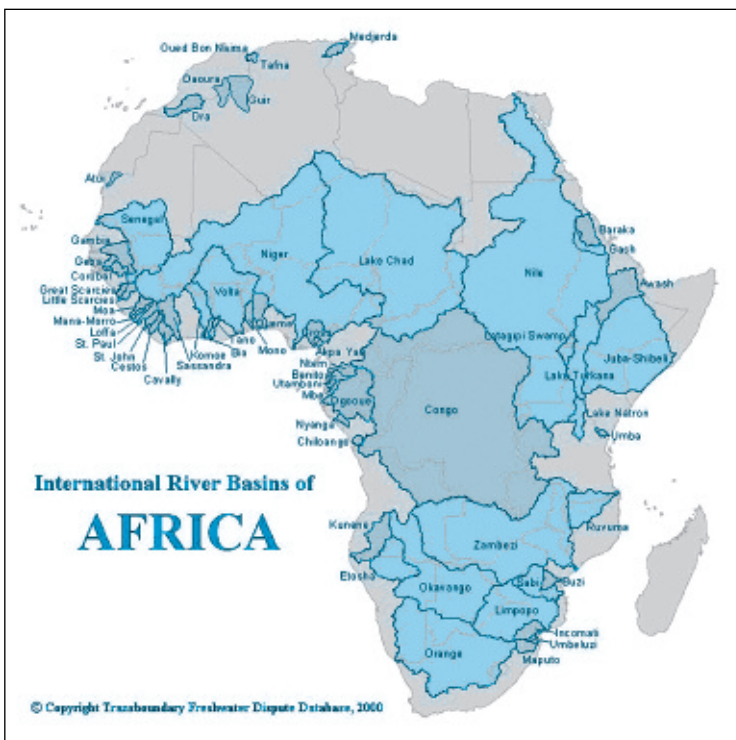 Medjerda
Oued Bon Naima
Tafna
Daoura
Guir
Dra
Atui
Senegal
Gambia
Geba
Corubal
Great Scarcies
Little Scarcies
Moa
Mana-Morro
Loffa
St. Paul
St. John
Cestos
Cavally
Sassandra
Komoe
Bia
Tano
Mono
Volta
Oueme
Niger
Lake Chad
Cross
Akpa Yafi
Ntem
Benito
Utamboni
Mbe
Ogooue
Nyanga
Chiloango
Congo
Nile
Baraka
Gash
Awash
Lotagipi Swamp
Juba-Shibeli
Lake Turkana
Lake Natron
Umba
International River Basins of
AFRICA
Kunene
Etosha
Zambezi
Ruvuma
Okavango
Sabi
Buzi
Limpopo
Incomati
Umbeluzi
Maputo
Orange
© Copyright Transboundary Freshwater Dispute Database, 2000